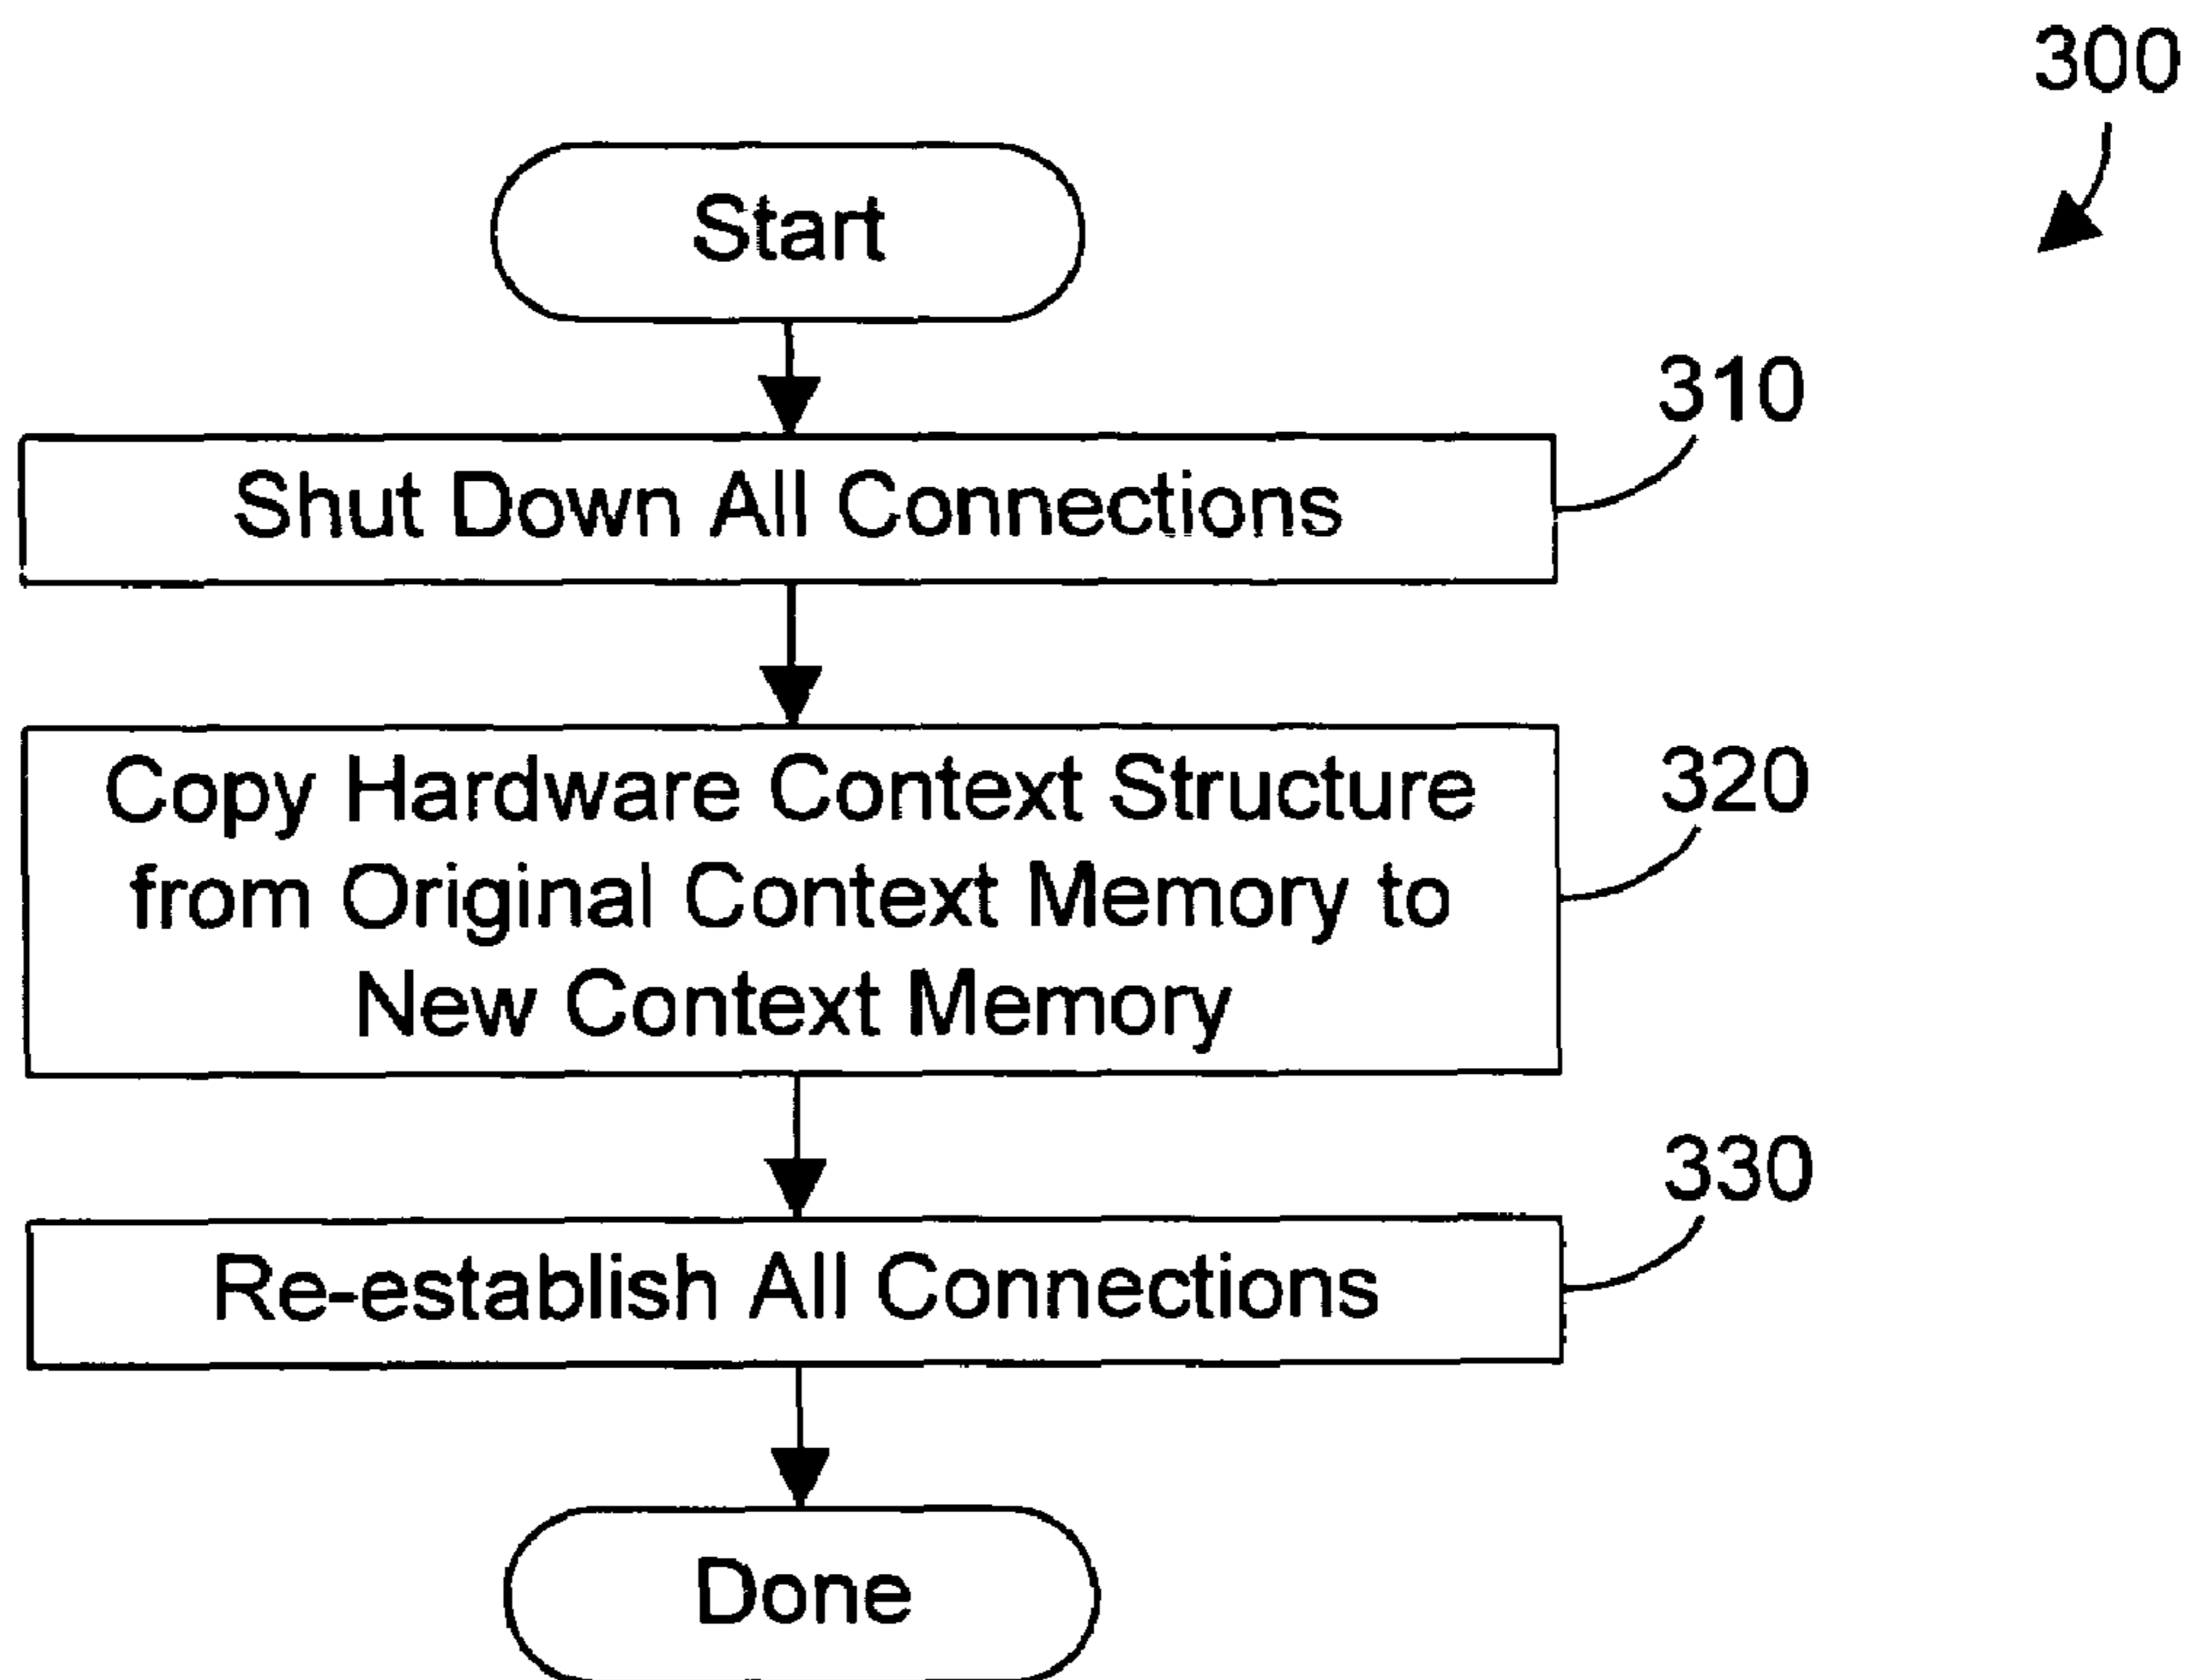 300
Start
310
Shut Down All Connections
320
Copy Hardware Context Structure
from Original Context Memory to
New Context Memory
330
Re-establish All Connections
Done